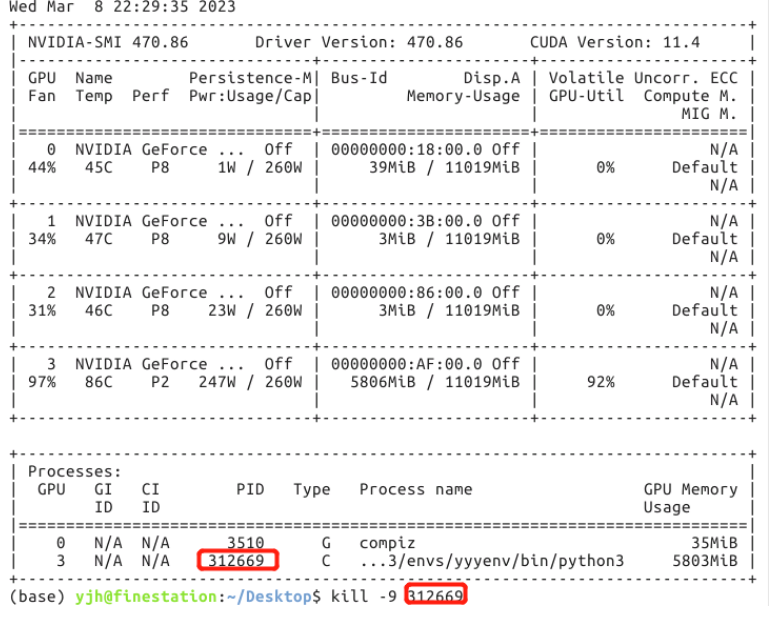 Wed Mar  8 22:29:35 2023
NVIDIA-SMI 470.86       Driver Version: 470.86       CUDA Version: 11.4
GPU  Name        Persistence-M| Bus-Id        Disp.A | Volatile Uncorr. ECC
Fan  Temp  Perf  Pwr:Usage/Cap|         Memory-Usage | GPU-Util  Compute M.
MIG M.
0  NVIDIA GeForce ...  Off  | 00000000:18:00.0 Off |                  N/A
44%   45C    P8     1W / 260W |     39MiB / 11019MiB |      0%      Default
N/A
1  NVIDIA GeForce ...  Off  | 00000000:3B:00.0 Off |                  N/A
34%   47C    P8     9W / 260W |      3MiB / 11019MiB |      0%      Default
N/A
2  NVIDIA GeForce ...  Off  | 00000000:86:00.0 Off |                  N/A
31%   46C    P8    23W / 260W |      3MiB / 11019MiB |      0%      Default
N/A
3  NVIDIA GeForce ...  Off  | 00000000:AF:00.0 Off |                  N/A
97%   86C    P2   247W / 260W |   5806MiB / 11019MiB |     92%      Default
N/A
Processes:
GPU   GI   CI        PID   Type   Process name                  GPU Memory
ID   ID                                                   Usage
0   N/A  N/A      3510      G   compiz                             35MiB
3   N/A  N/A    312669      C   ...3/envs/yyyenv/bin/python3     5803MiB
(base) yjh@finestation:~/Desktop$ kill -9 312669